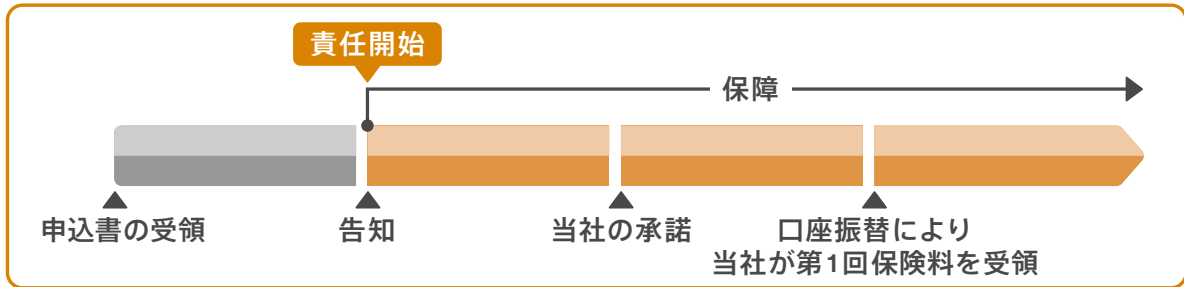 責任開始
保障
申込書の受領
告知
当社の承諾
口座振替により
当社が第1回保険料を受領